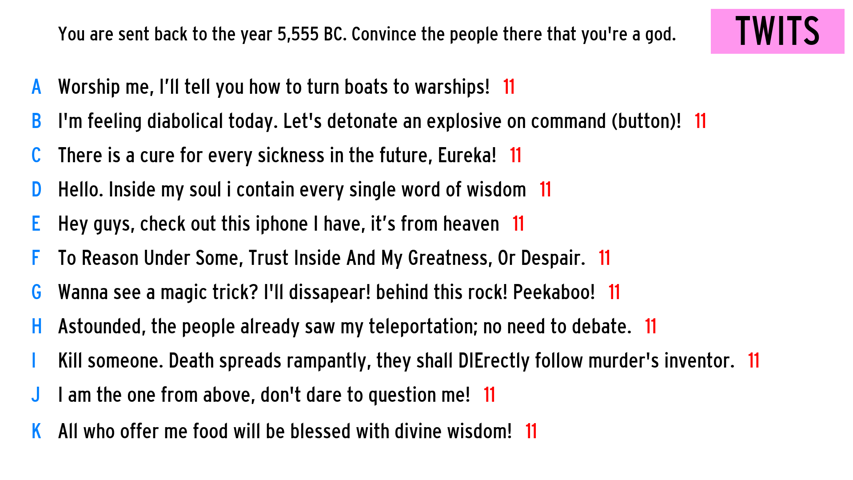 You are sent back to the year 5,555 BC. Convince the people there that you're a god.
TWITS
A Worship me, I’ll tell you how to turn boats to warships! 11
B I'm feeling diabolical today. Let's detonate an explosive on command (button)! 11
C There is a cure for every sickness in the future, Eureka! 11
D Hello. Inside my soul i contain every single word of wisdom 11
E Hey guys, check out this iphone I have, it’s from heaven 11
F To Reason Under Some, Trust Inside And My Greatness, Or Despair. 11
G Wanna see a magic trick? I'll dissapear! behind this rock! Peekaboo! 11
H Astounded, the people already saw my teleportation; no need to debate. 11
I Kill someone. Death spreads rampantly, they shall DIErectly follow murder's inventor. 11
J I am the one from above, don't dare to question me! 11
K All who offer me food will be blessed with divine wisdom! 11